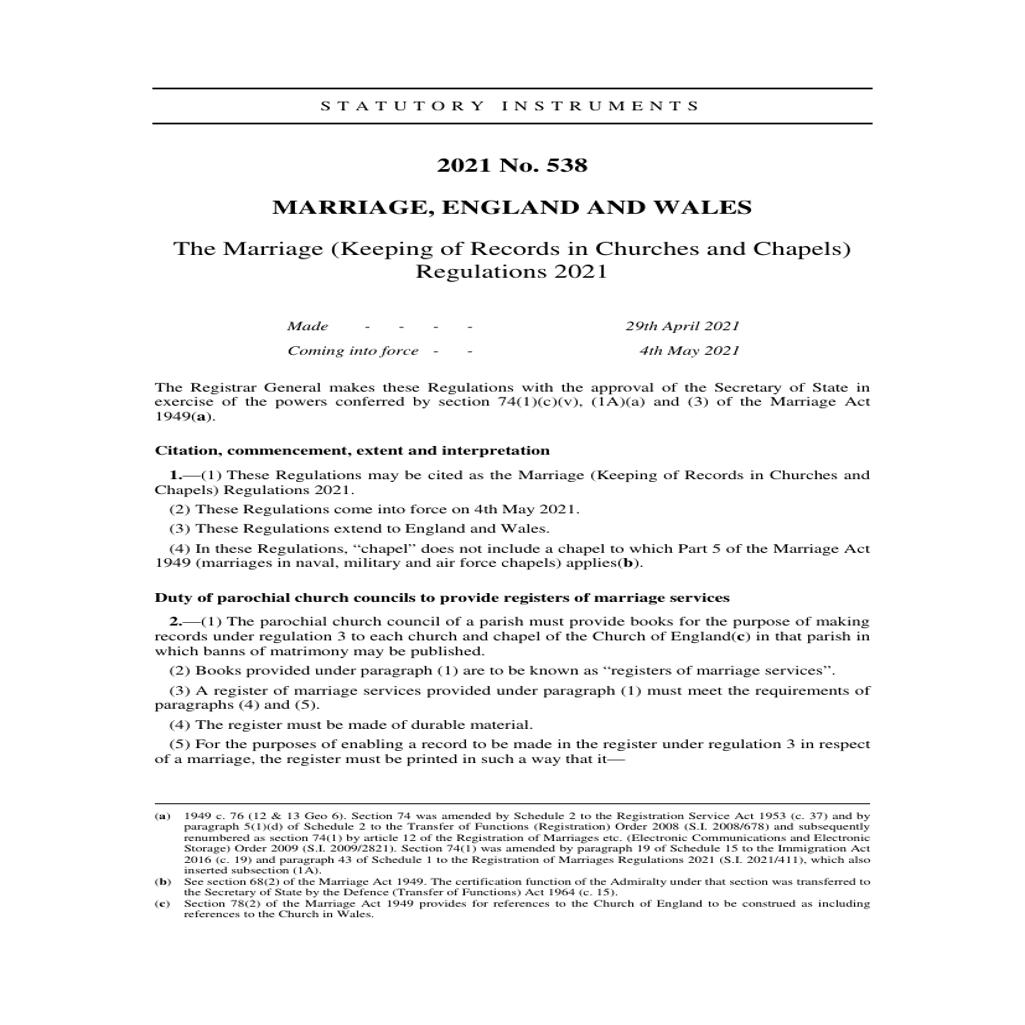 STATUTORY INSTRUMENTS
2021 No. 538
MARRIAGE, ENGLAND AND WALES
The Marriage (Keeping of Records in Churches and Chapels)
Regulations 2021
Made - - - - 29th April 2021
Coming into force - - 4th May 2021
The Registrar General makes these Regulations with the approval of the Secretary of State in
exercise of the powers conferred by section 74(1)(c)(v), (1A)(a) and (3) of the Marriage Act
1949(a).
Citation, commencement, extent and interpretation
1.—(1) These Regulations may be cited as the Marriage (Keeping of Records in Churches and
Chapels) Regulations 2021.
(2) These Regulations come into force on 4th May 2021.
(3) These Regulations extend to England and Wales.
(4) In these Regulations, “chapel” does not include a chapel to which Part 5 of the Marriage Act
1949 (marriages in naval, military and air force chapels) applies(b).
Duty of parochial church councils to provide registers of marriage services
2.—(1) The parochial church council of a parish must provide books for the purpose of making
records under regulation 3 to each church and chapel of the Church of England(c) in that parish in
which banns of matrimony may be published.
(2) Books provided under paragraph (1) are to be known as “registers of marriage services”.
(3) A register of marriage services provided under paragraph (1) must meet the requirements of
paragraphs (4) and (5).
(4) The register must be made of durable material.
(5) For the purposes of enabling a record to be made in the register under regulation 3 in respect
of a marriage, the register must be printed in such a way that it—
(a) 1949 c. 76 (12 & 13 Geo 6). Section 74 was amended by Schedule 2 to the Registration Service Act 1953 (c. 37) and by
paragraph 5(1)(d) of Schedule 2 to the Transfer of Functions (Registration) Order 2008 (S.I. 2008/678) and subsequently
renumbered as section 74(1) by article 12 of the Registration of Marriages etc. (Electronic Communications and Electronic
Storage) Order 2009 (S.I. 2009/2821). Section 74(1) was amended by paragraph 19 of Schedule 15 to the Immigration Act
2016 (c. 19) and paragraph 43 of Schedule 1 to the Registration of Marriages Regulations 2021 (S.I. 2021/411), which also
inserted subsection (1A).
(b) See section 68(2) of the Marriage Act 1949. The certification function of the Admiralty under that section was transferred to
the Secretary of State by the Defence (Transfer of Functions) Act 1964 (c. 15).
(c) Section 78(2) of the Marriage Act 1949 provides for references to the Church of England to be construed as including
references to the Church in Wales.